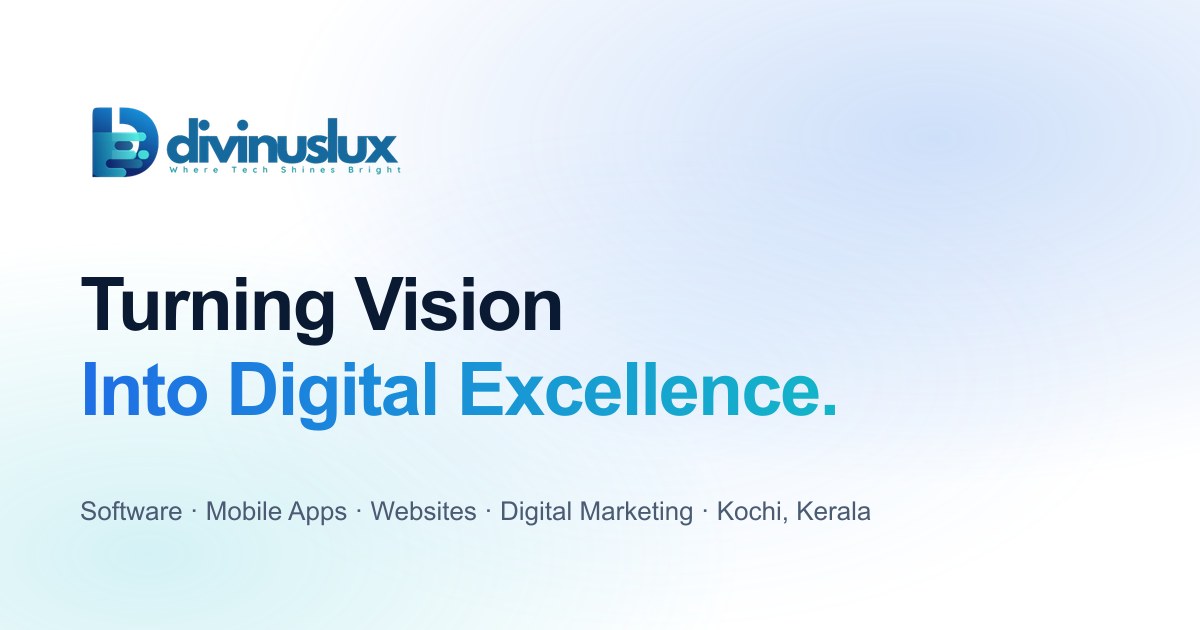 divinuslux
Where Tech Shines Bright
Turning Vision
Into Digital Excellence.
Software · Mobile Apps · Websites · Digital Marketing · Kochi, Kerala